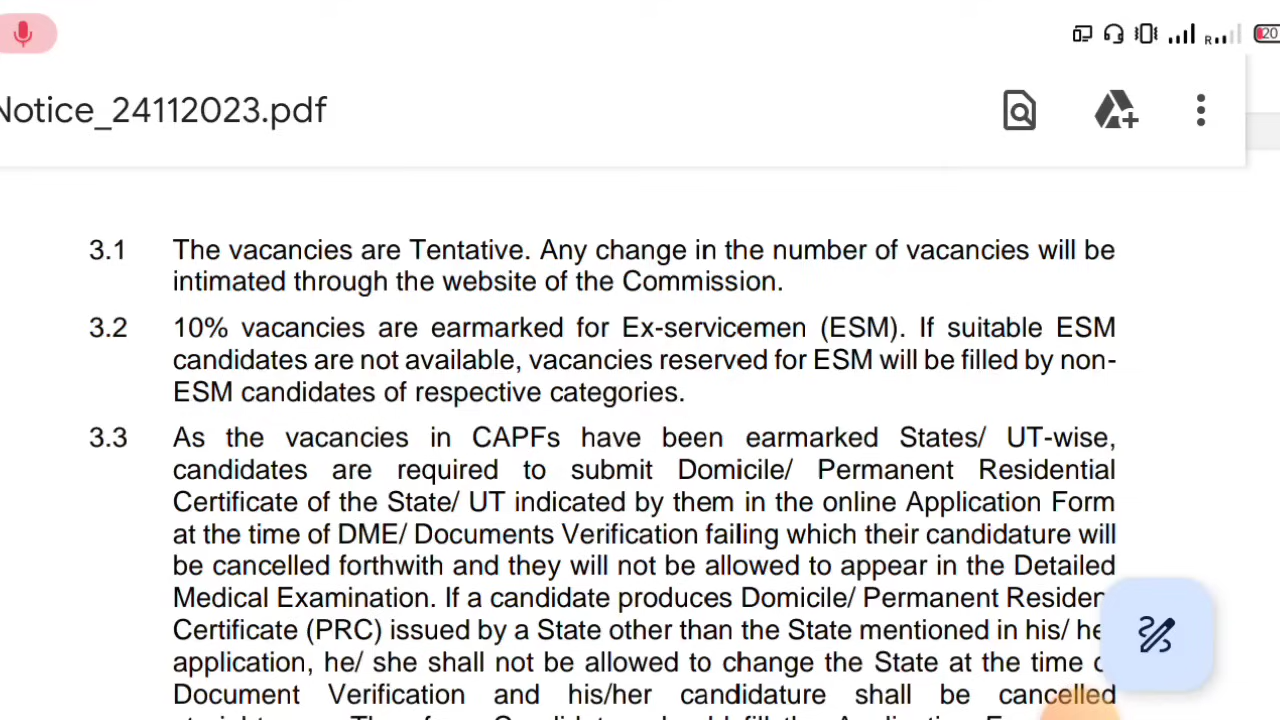 R
20
Notice_24112023.pdf
3.1 The vacancies are Tentative. Any change in the number of vacancies will be
intimated through the website of the Commission.
3.2 10% vacancies are earmarked for Ex-servicemen (ESM). If suitable ESM
candidates are not available, vacancies reserved for ESM will be filled by non-
ESM candidates of respective categories.
3.3 As the vacancies in CAPFs have been earmarked States/ UT-wise,
candidates are required to submit Domicile/ Permanent Residential
Certificate of the State/ UT indicated by them in the online Application Form
at the time of DME/ Documents Verification failing which their candidature will
be cancelled forthwith and they will not be allowed to appear in the Detailed
Medical Examination. If a candidate produces Domicile/ Permanent Residen
Certificate (PRC) issued by a State other than the State mentioned in his/ he
application, he/ she shall not be allowed to change the State at the time
Document Verification and his/her candidature shall be cancelled